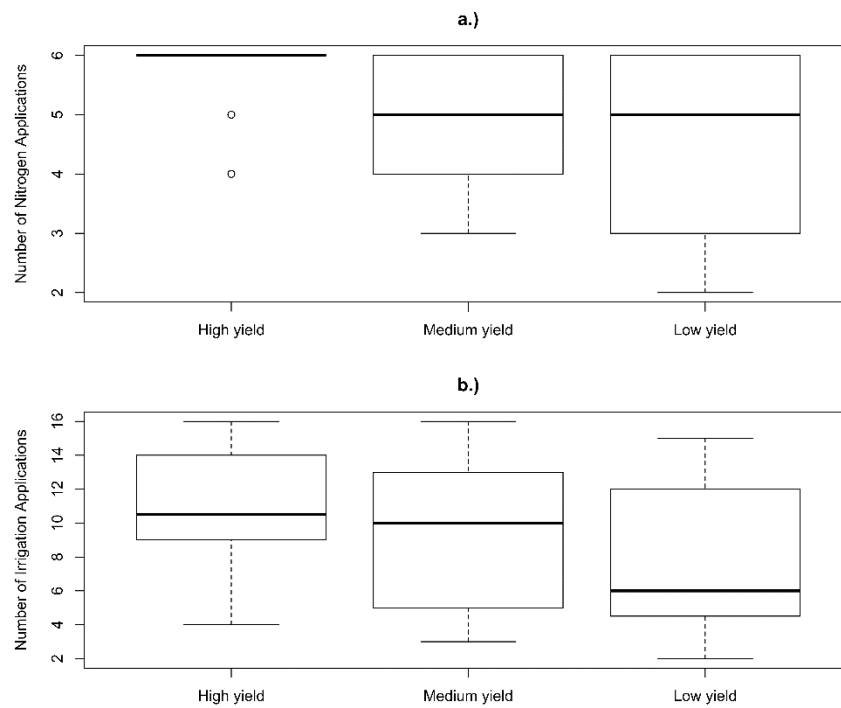 a.)
Number of Nitrogen Applications
6
5
4
3
2
High yield Medium yield Low yield
b.)
Number of Irrigation Applications
16
14
12
10
8
6
4
2
High yield Medium yield Low yield